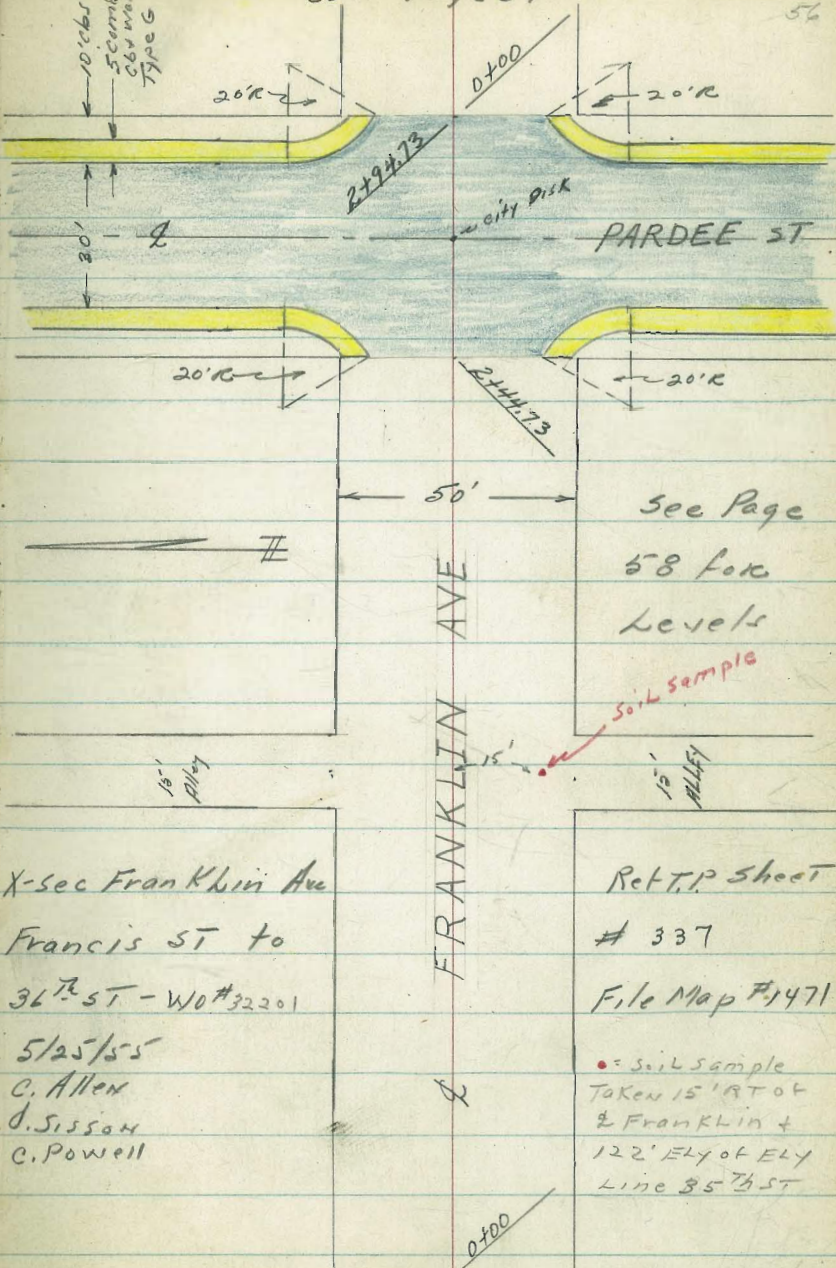 56
10' Cbs
5' Comb
Cb & Wa
Type G
0+00
20'R
20'R
2+94.73
City Disk
℄
30'
PARDEE ST
20'R
20'R
2+44.73
50'
See Page
58 for
Levels
FRANKLIN AVE
Soil Sample
15'
15'
Alley
15'
ALLEY
X-sec Franklin Ave
Francis ST to
36th ST - WO #32201
5/25/55
C. Allen
J. Sisson
C. Powell
Ref T.P. Sheet
# 337
File Map #1471
• = Soil Sample
Taken 15' RT of
℄ Franklin &
122' ELY of ELY
Line 35th ST
℄
0+00